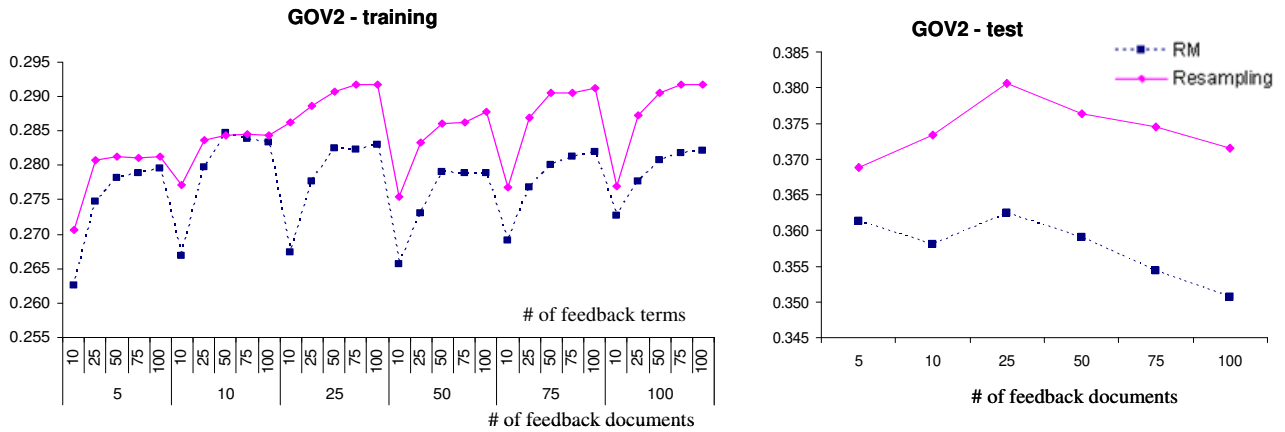 GOV2 - training
0.295
0.290
0.285
0.280
0.275
0.270
0.265
0.260
0.255
# of feedback terms
10 25 50 75 100 10 25 50 75 100 10 25 50 75 100 10 25 50 75 100 10 25 50 75 100 10 25 50 75 100
5 10 25 50 75 100
# of feedback documents
GOV2 - test
RM
Resampling
0.385
0.380
0.375
0.370
0.365
0.360
0.355
0.350
0.345
5 10 25 50 75 100
# of feedback documents